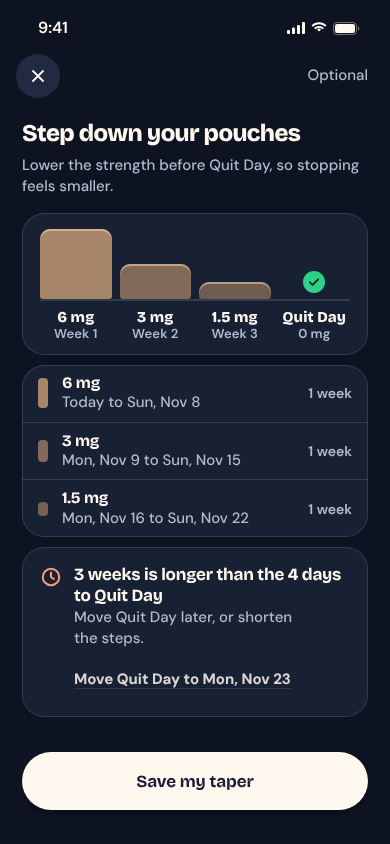 9:41
Optional
Step down your pouches
Lower the strength before Quit Day, so stopping
feels smaller.
6 mg
Week 1
3 mg
Week 2
1.5 mg
Week 3
Quit Day
0 mg
6 mg
Today to Sun, Nov 8
1 week
3 mg
Mon, Nov 9 to Sun, Nov 15
1 week
1.5 mg
Mon, Nov 16 to Sun, Nov 22
1 week
3 weeks is longer than the 4 days
to Quit Day
Move Quit Day later, or shorten
the steps.
Move Quit Day to Mon, Nov 23
Save my taper